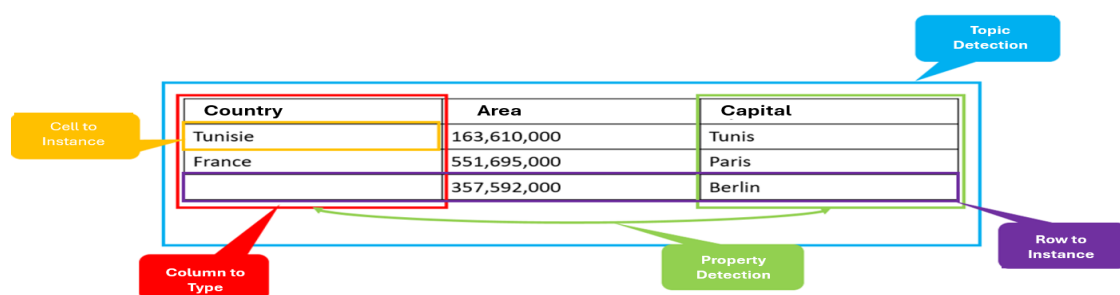 Topic
Detection
Country Area Capital
Cell to
Instance
Tunisie 163,610,000 Tunis
France 551,695,000 Paris
357,592,000 Berlin
Row to
Instance
Property
Detection
Column to
Type